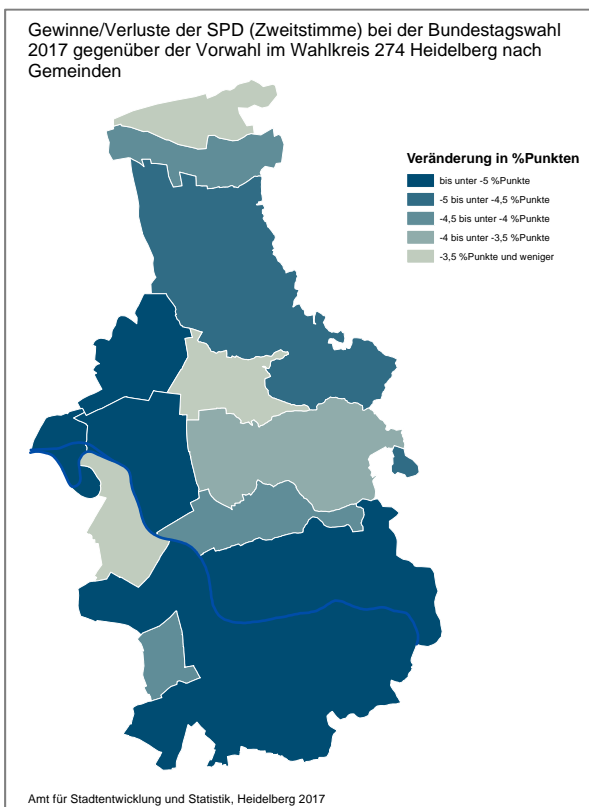 Gewinne/Verluste der SPD (Zweitstimme) bei der Bundestagswahl
2017 gegenüber der Vorwahl im Wahlkreis 274 Heidelberg nach
Gemeinden
Veränderung in %Punkten
bis unter -5 %Punkte
-5 bis unter -4,5 %Punkte
-4,5 bis unter -4 %Punkte
-4 bis unter -3,5 %Punkte
-3,5 %Punkte und weniger
Amt für Stadtentwicklung und Statistik, Heidelberg 2017